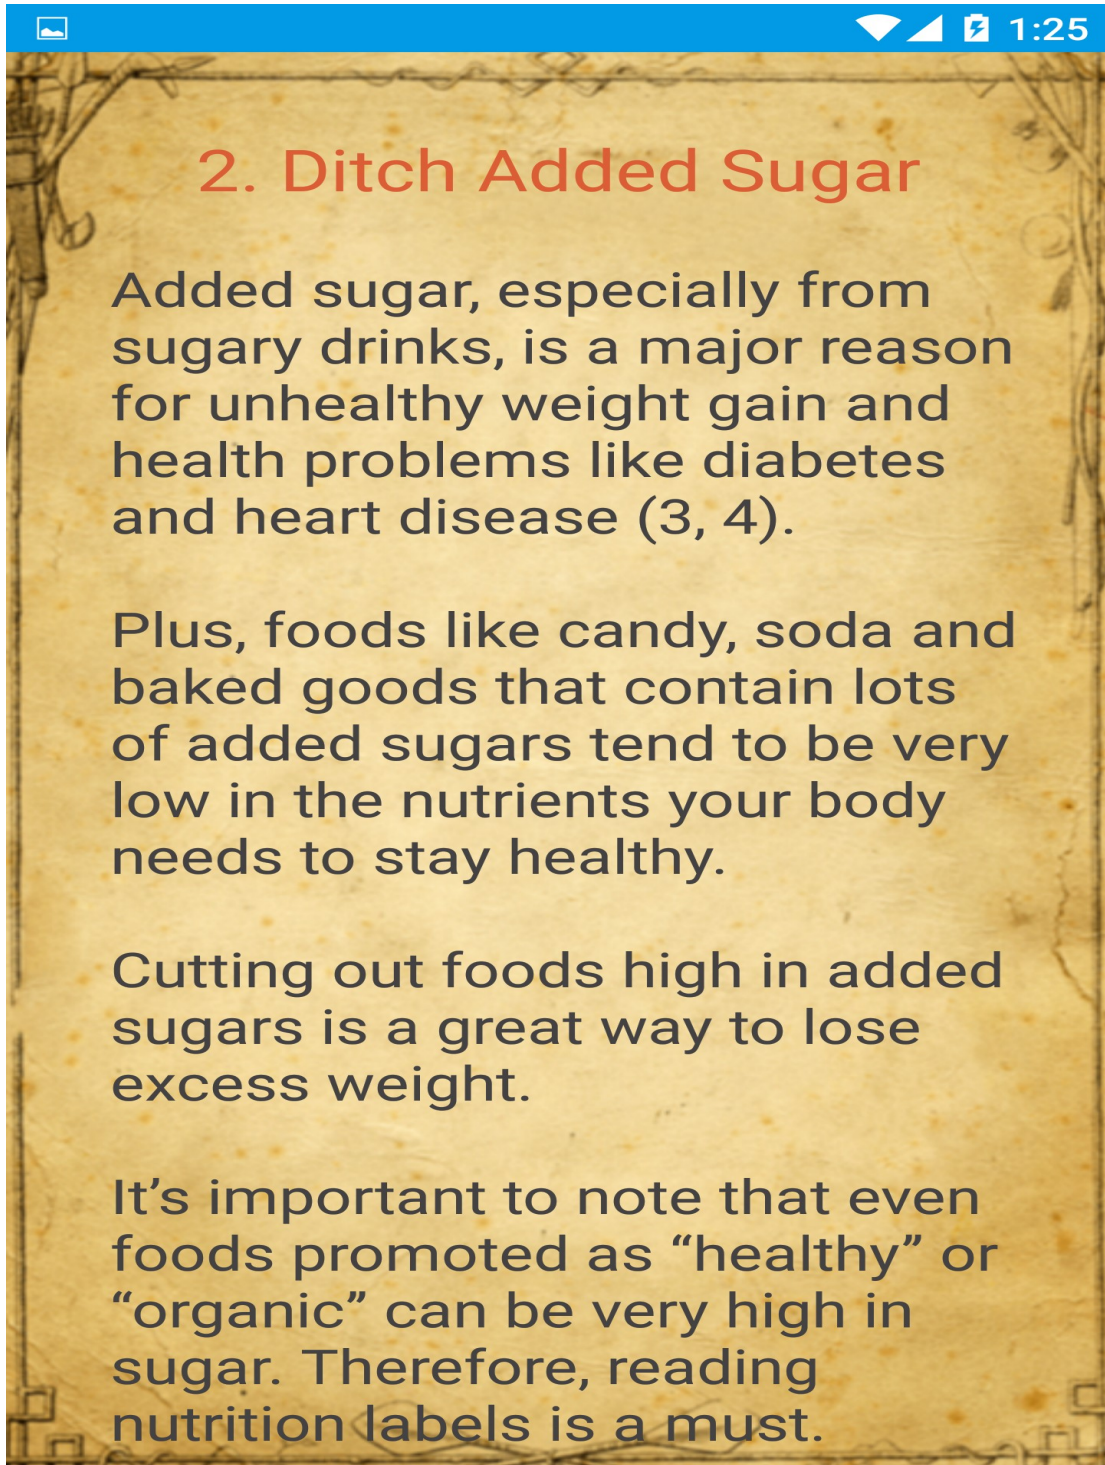 1:25
2. Ditch Added Sugar
Added sugar, especially from
sugary drinks, is a major reason
for unhealthy weight gain and
health problems like diabetes
and heart disease (3, 4).
Plus, foods like candy, soda and
baked goods that contain lots
of added sugars tend to be very
low in the nutrients your body
needs to stay healthy.
Cutting out foods high in added
sugars is a great way to lose
excess weight.
It’s important to note that even
foods promoted as “healthy” or
“organic” can be very high in
sugar. Therefore, reading
nutrition labels is a must.